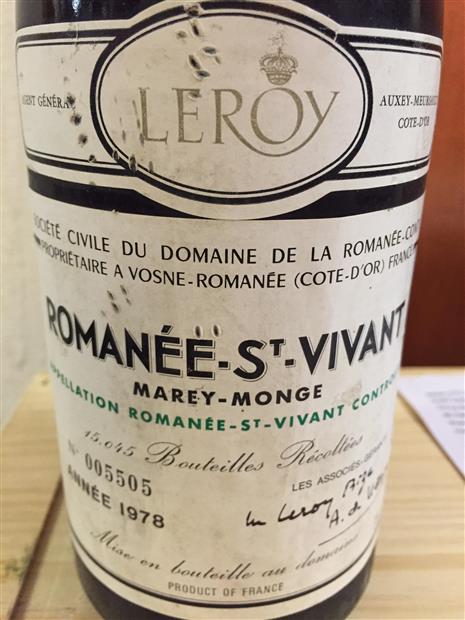 LEROY
AUXEY-MEURSAULT
CÔTE-D'OR
AGENT GÉNÉRAL
SOCIÉTÉ CIVILE DU DOMAINE DE LA ROMANÉE-CONTI
PROPRIÉTAIRE A VOSNE-ROMANÉE (COTE-D'OR) FRANCE
ROMANÉE-ST-VIVANT
MAREY-MONGE
APPELLATION ROMANÉE-ST-VIVANT CONTROLÉE
15.045 Bouteilles Récoltées
N° 005505
LES ASSOCIÉS-GÉRANTS
ANNÉE 1978
Mise en bouteille au domaine
PRODUCT OF FRANCE